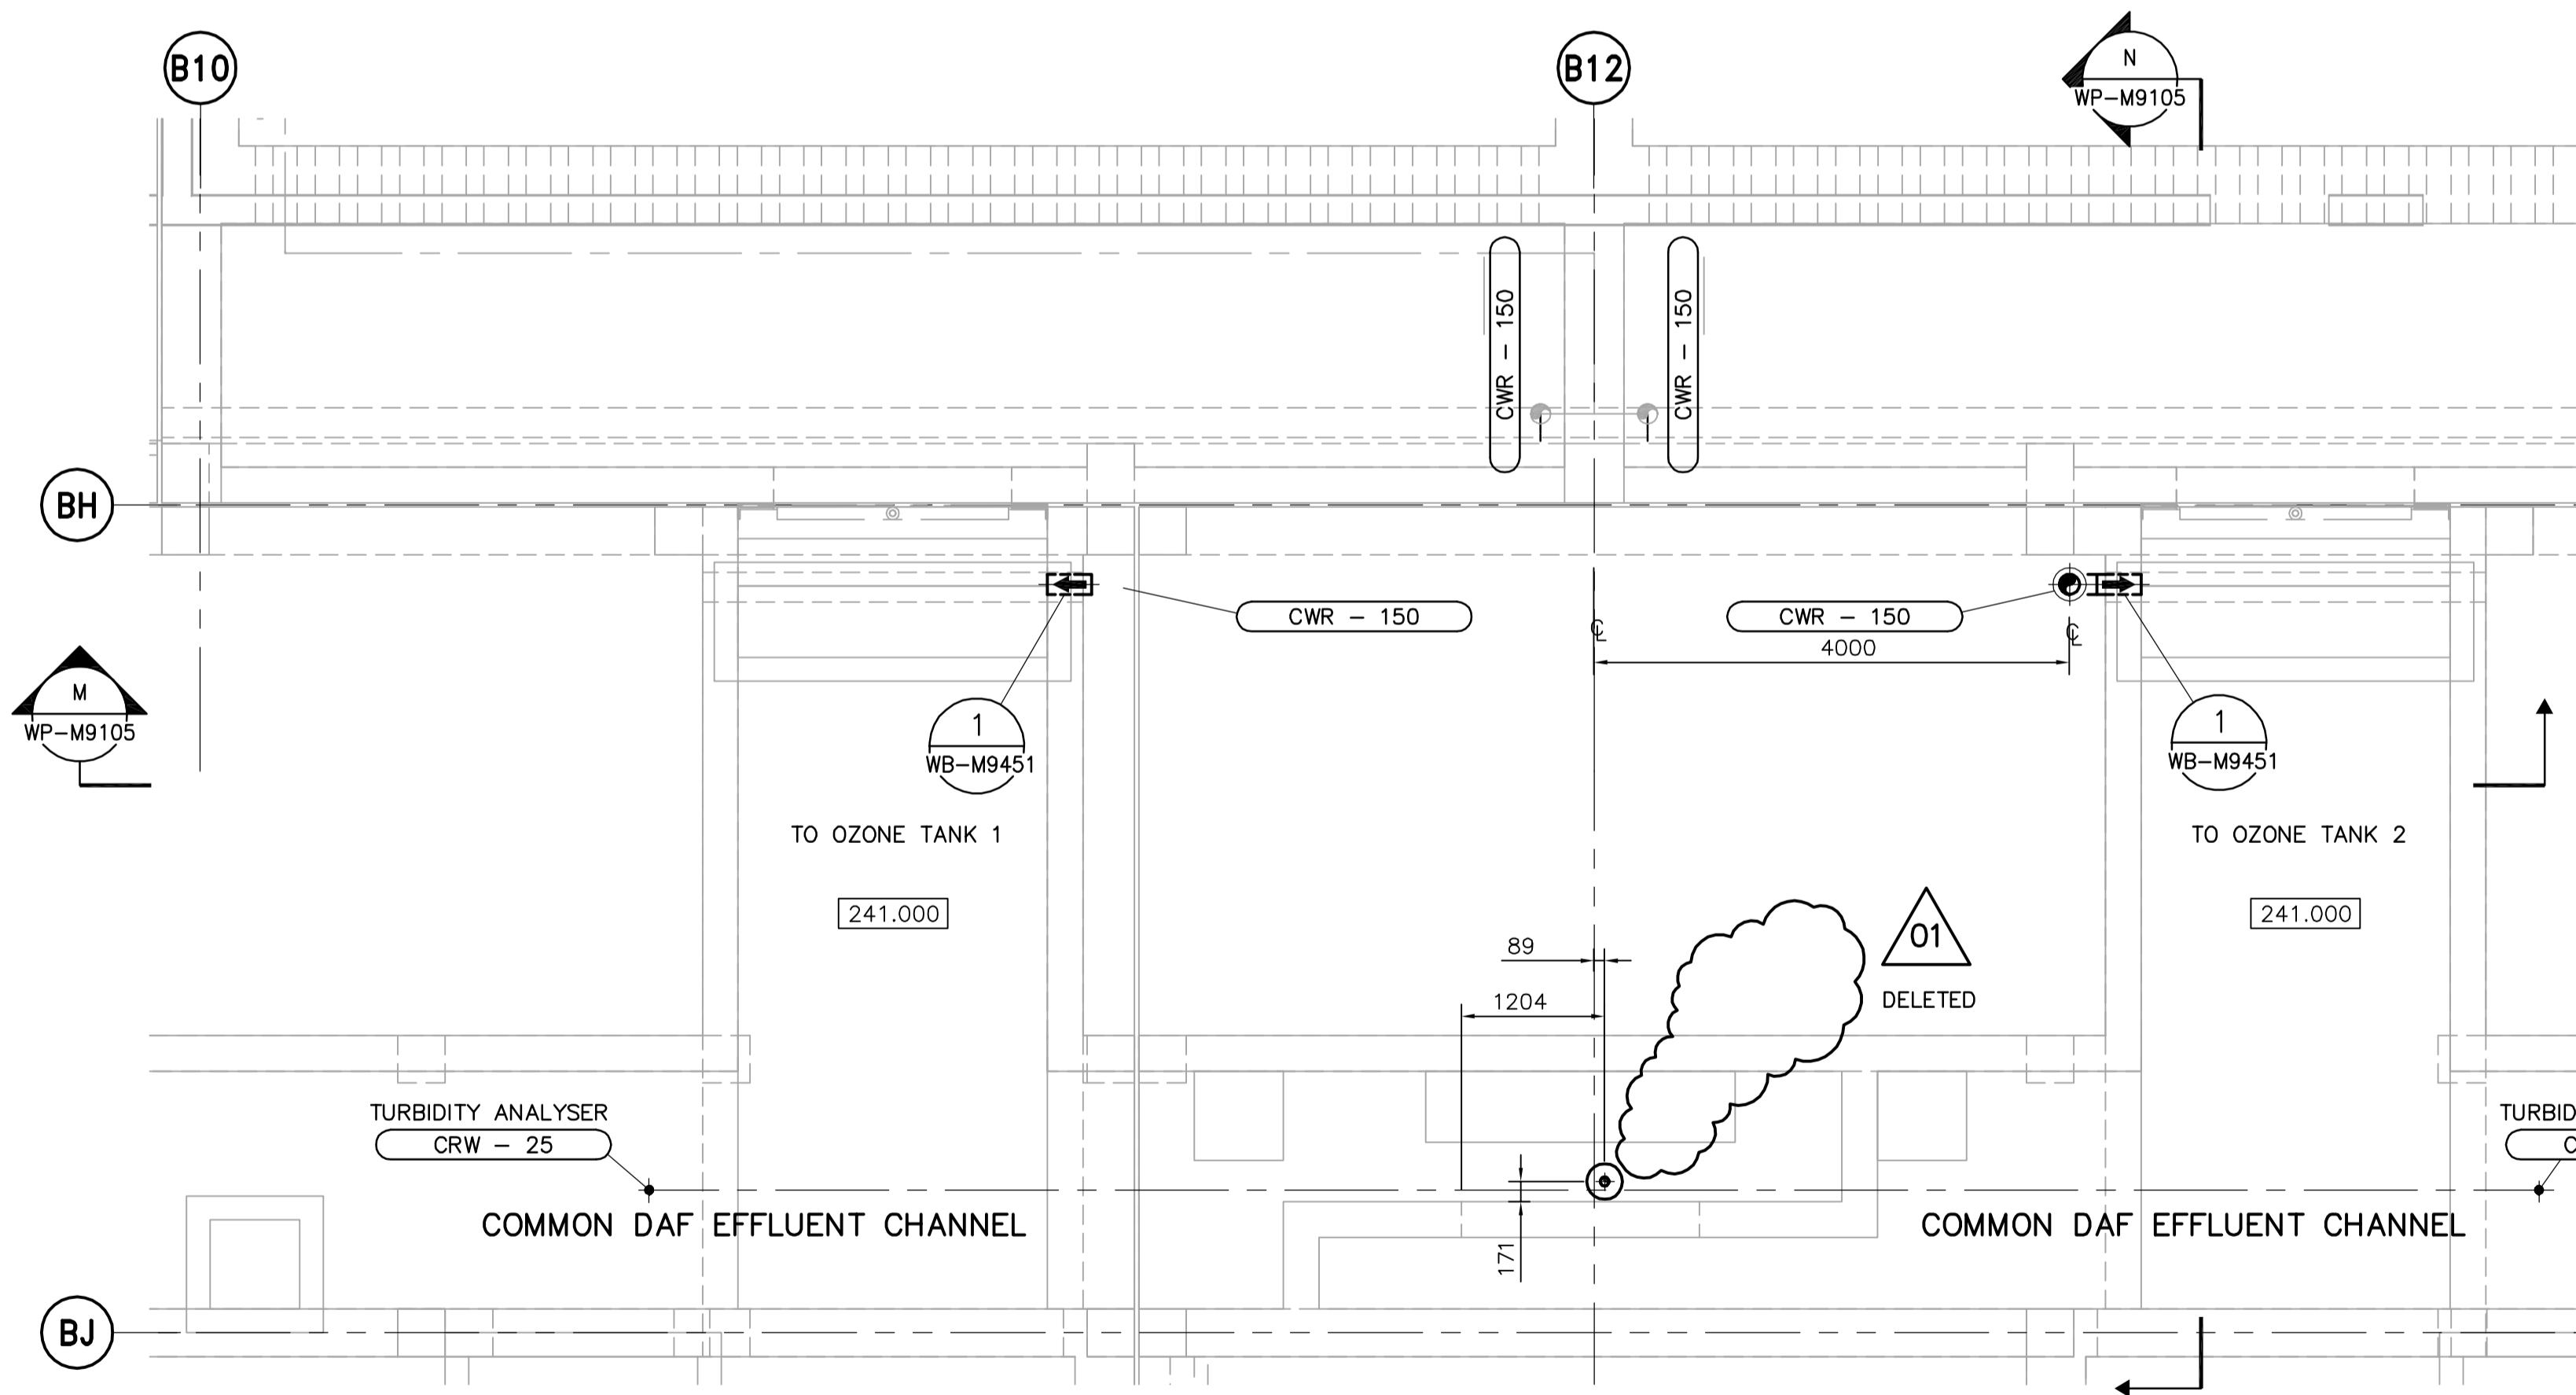 B10
B12
N
WP-M9105
CWR - 150
CWR - 150
BH
CWR - 150
CWR - 150
℄
℄
4000
M
WP-M9105
1
WB-M9451
1
WB-M9451
TO OZONE TANK 1
TO OZONE TANK 2
241.000
241.000
89
01
1204
DELETED
TURBIDITY ANALYSER
CRW - 25
TURBID
C
COMMON DAF EFFLUENT CHANNEL
COMMON DAF EFFLUENT CHANNEL
171
BJ